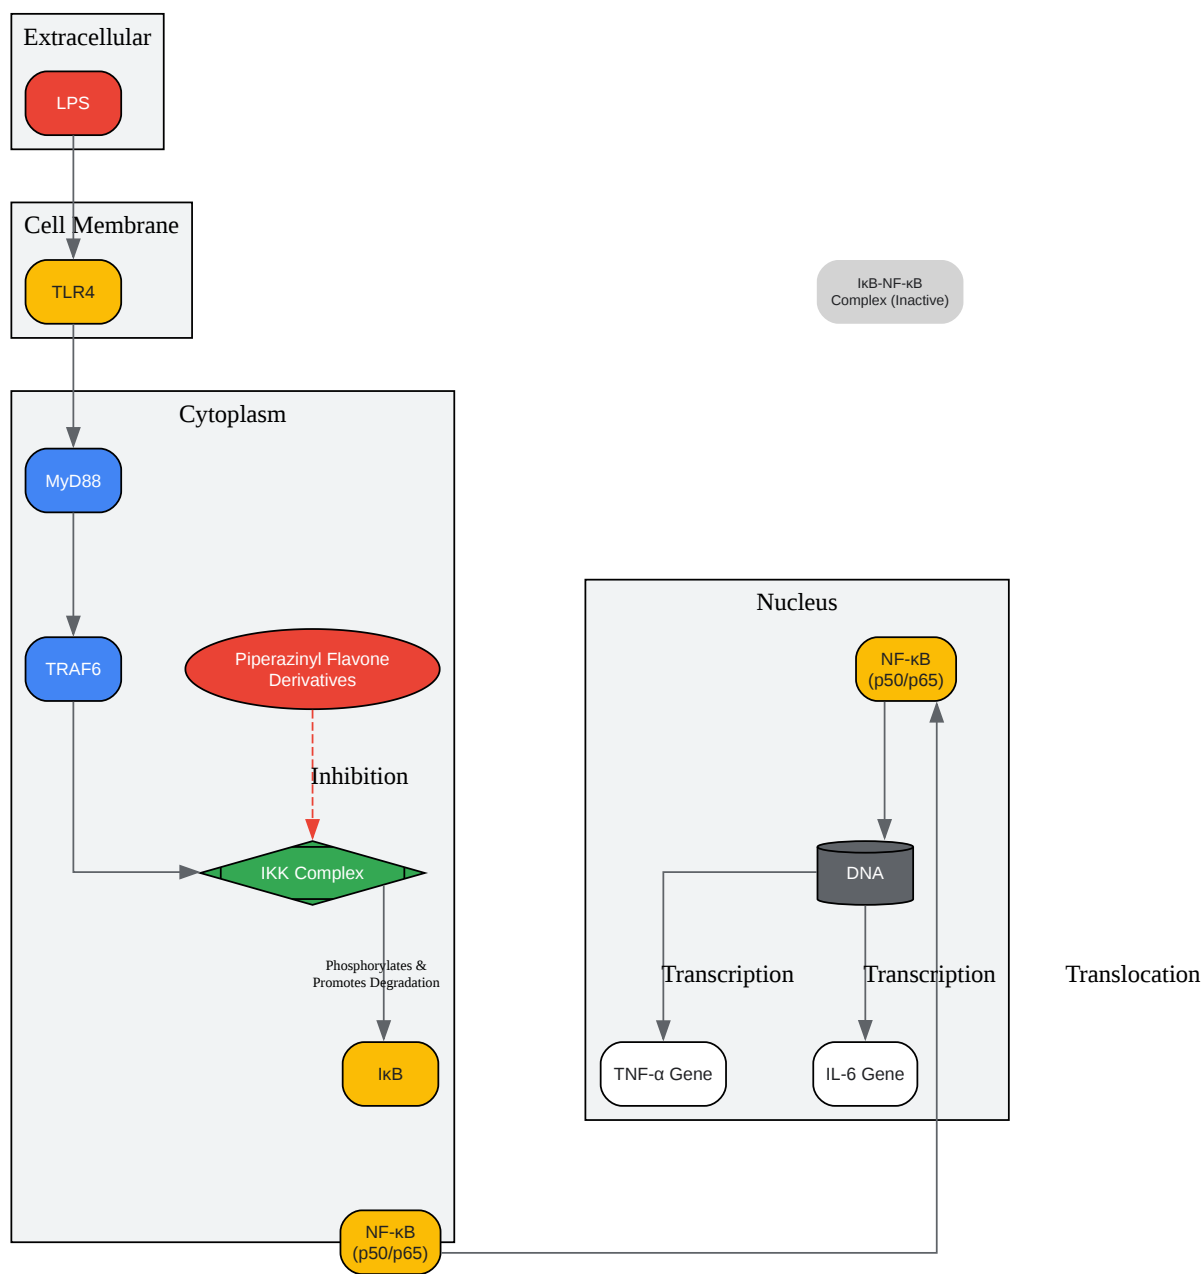 Extracellular
LPS
Cell Membrane
TLR4
IκB-NF-κB
Complex (Inactive)
Cytoplasm
MyD88
TRAF6
Piperazinyl Flavone
Derivatives
Inhibition
IKK Complex
Phosphorylates &
Promotes Degradation
IκB
NF-κB
(p50/p65)
Nucleus
NF-κB
(p50/p65)
DNA
Transcription
Transcription
Translocation
TNF-α Gene
IL-6 Gene